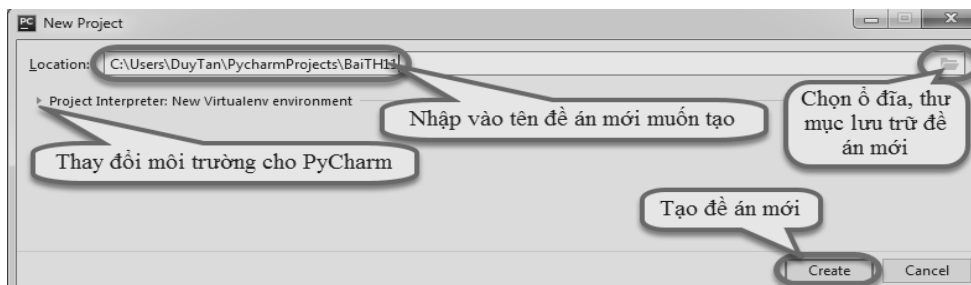 PC New Project
Location: C:\Users\DuyTan\PycharmProjects\BaiTH11
Project Interpreter: New Virtualenv environment
Nhập vào tên đề án mới muốn tạo
Chọn ổ đĩa, thư
mục lưu trữ đề
án mới
Thay đổi môi trường cho PyCharm
Tạo đề án mới
Create Cancel